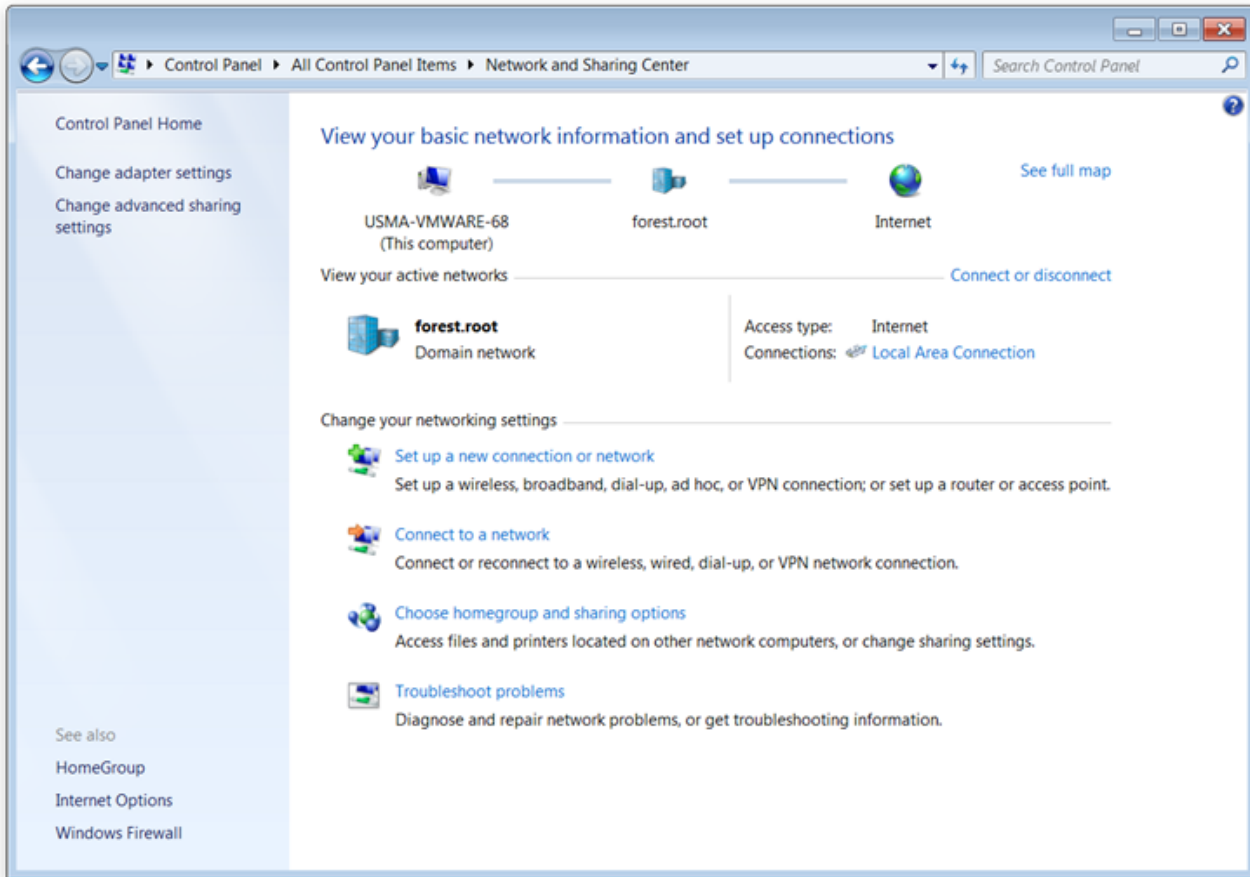 Control Panel ▸ All Control Panel Items ▸ Network and Sharing Center
Search Control Panel
Control Panel Home
Change adapter settings
Change advanced sharing
settings
See also
HomeGroup
Internet Options
Windows Firewall
View your basic network information and set up connections
See full map
USMA-VMWARE-68
(This computer)
forest.root
Internet
View your active networks
Connect or disconnect
forest.root
Domain network
Access type: Internet
Connections: Local Area Connection
Change your networking settings
Set up a new connection or network
Set up a wireless, broadband, dial-up, ad hoc, or VPN connection; or set up a router or access point.
Connect to a network
Connect or reconnect to a wireless, wired, dial-up, or VPN network connection.
Choose homegroup and sharing options
Access files and printers located on other network computers, or change sharing settings.
Troubleshoot problems
Diagnose and repair network problems, or get troubleshooting information.